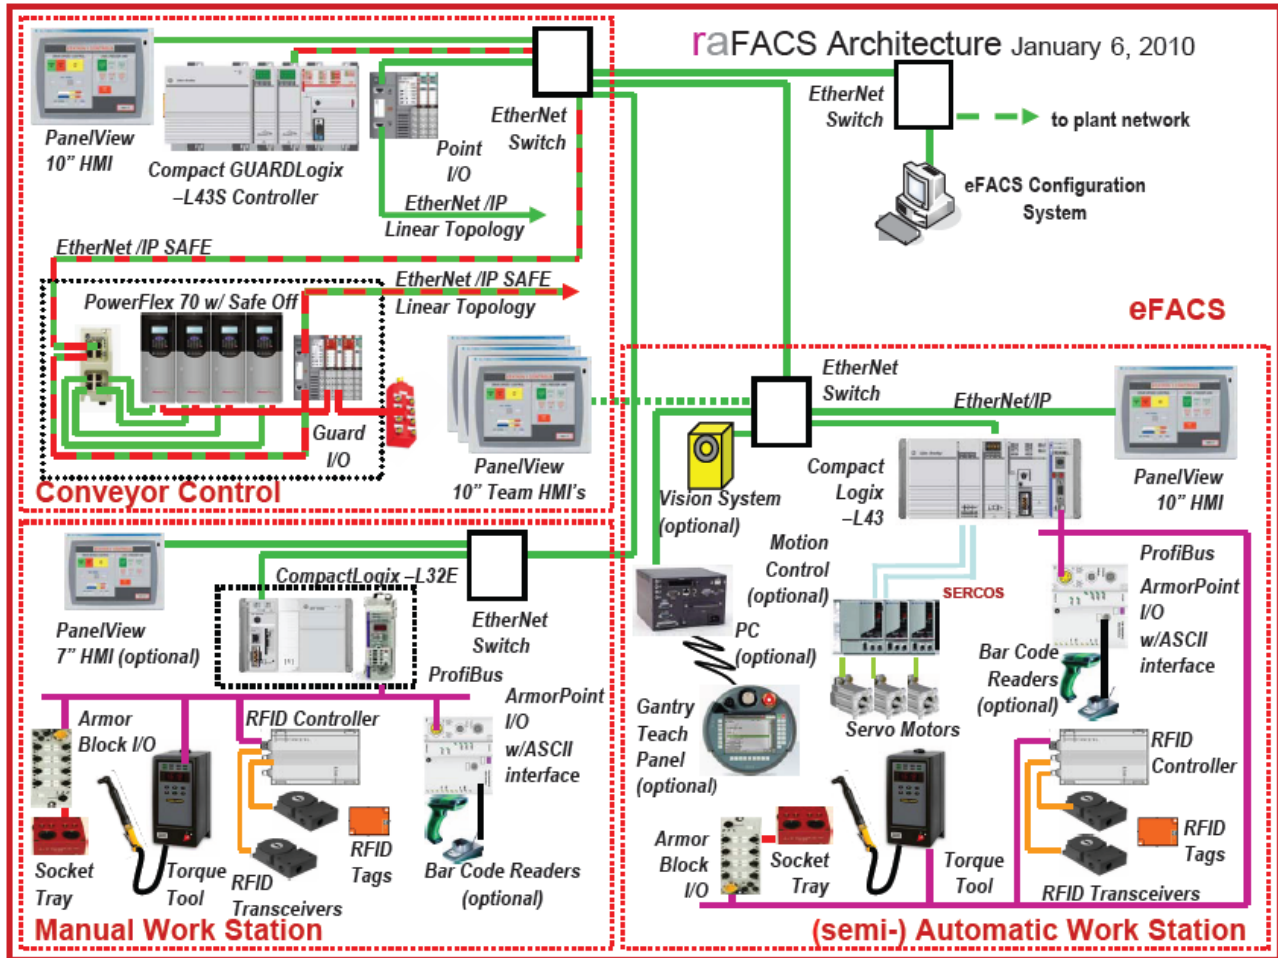 raFACS Architecture January 6, 2010
PanelView
10” HMI
Compact GUARDLogix
–L43S Controller
Point
I/O
EtherNet
Switch
EtherNet /IP
Linear Topology
EtherNet
Switch
to plant network
eFACS Configuration
System
eFACS
EtherNet /IP SAFE
EtherNet /IP SAFE
Linear Topology
PowerFlex 70 w/ Safe Off
Guard
I/O
PanelView
10” Team HMI's
Conveyor Control
EtherNet
Switch
EtherNet/IP
Vision System
(optional)
Compact
Logix
–L43
PanelView
10” HMI
Motion
Control
(optional)
SERCOS
PC
(optional)
Gantry
Teach
Panel
(optional)
Servo Motors
ProfiBus
ArmorPoint
I/O
w/ASCII
interface
Bar Code
Readers
(optional)
RFID
Controller
RFID
Tags
RFID Transceivers
Armor
Block
I/O
Socket
Tray
Torque
Tool
(semi-) Automatic Work Station
PanelView
7” HMI (optional)
CompactLogix –L32E
EtherNet
Switch
ProfiBus
Armor
Block I/O
RFID Controller
ArmorPoint
I/O
w/ASCII
interface
Socket
Tray
Torque
Tool
RFID
Transceivers
RFID
Tags
Bar Code Readers
(optional)
Manual Work Station